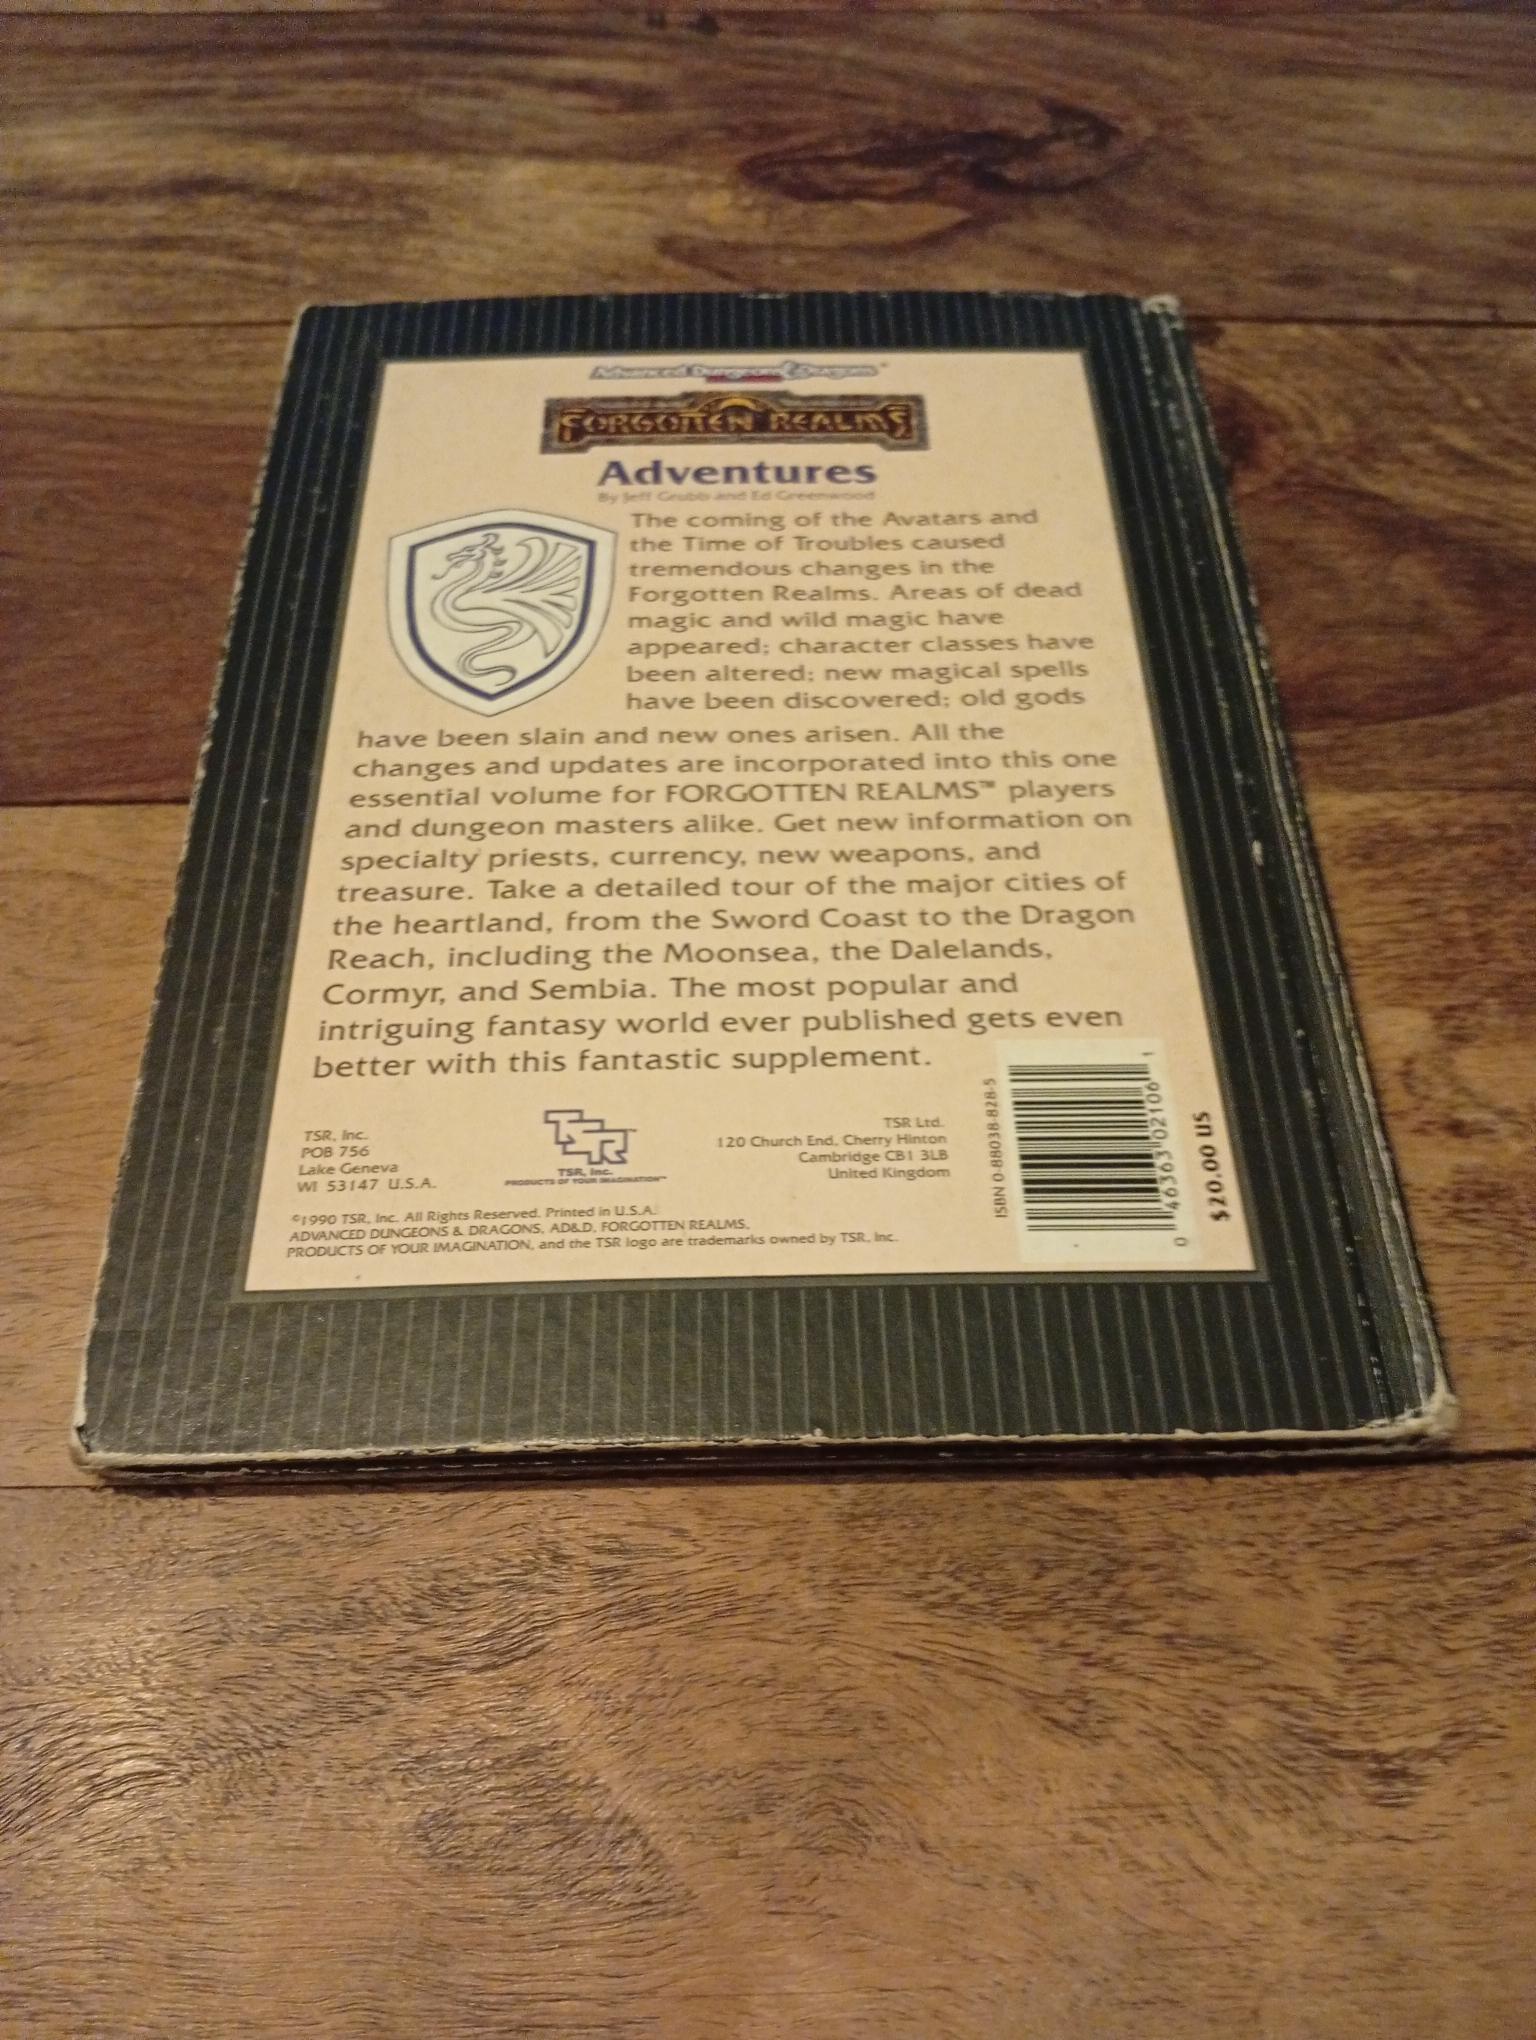 Advanced Dungeons & Dragons
FORGOTTEN REALMS
Adventures
By Jeff Grubb and Ed Greenwood
The coming of the Avatars and
the Time of Troubles caused
tremendous changes in the
Forgotten Realms. Areas of dead
magic and wild magic have
appeared; character classes have
been altered; new magical spells
have been discovered; old gods
have been slain and new ones arisen. All the
changes and updates are incorporated into this one
essential volume for FORGOTTEN REALMS™ players
and dungeon masters alike. Get new information on
specialty priests, currency, new weapons, and
treasure. Take a detailed tour of the major cities of
the heartland, from the Sword Coast to the Dragon
Reach, including the Moonsea, the Dalelands,
Cormyr, and Sembia. The most popular and
intriguing fantasy world ever published gets even
better with this fantastic supplement.
TSR, Inc.
POB 756
Lake Geneva
WI 53147 U.S.A.
TSR
TSR, Inc.
PRODUCTS OF YOUR IMAGINATION™
TSR Ltd.
120 Church End, Cherry Hinton
Cambridge CB1 3LB
United Kingdom
©1990 TSR, Inc. All Rights Reserved. Printed in U.S.A.
ADVANCED DUNGEONS & DRAGONS, AD&D, FORGOTTEN REALMS,
PRODUCTS OF YOUR IMAGINATION, and the TSR logo are trademarks owned by TSR, Inc.
ISBN 0-88038-828-5
0 46363 02106 1
$20.00 US